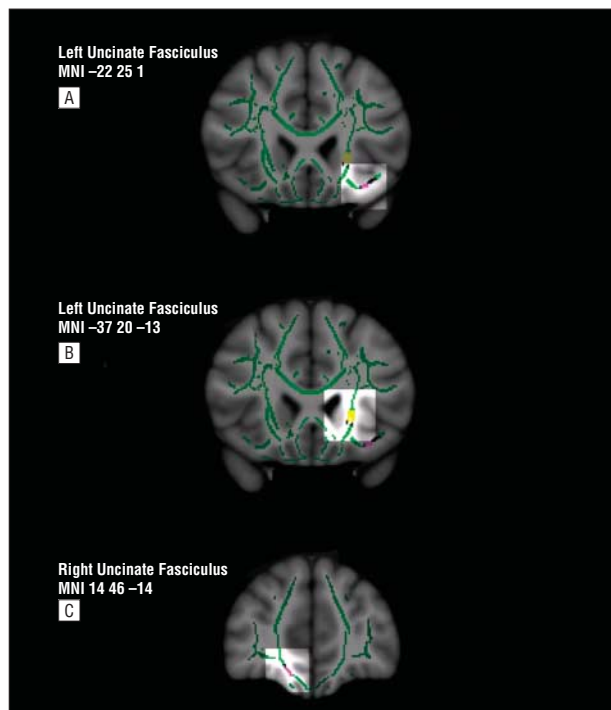 Left Uncinate Fasciculus
MNI –22 25 1
A
Left Uncinate Fasciculus
MNI –37 20 –13
B
Right Uncinate Fasciculus
MNI 14 46 –14
C